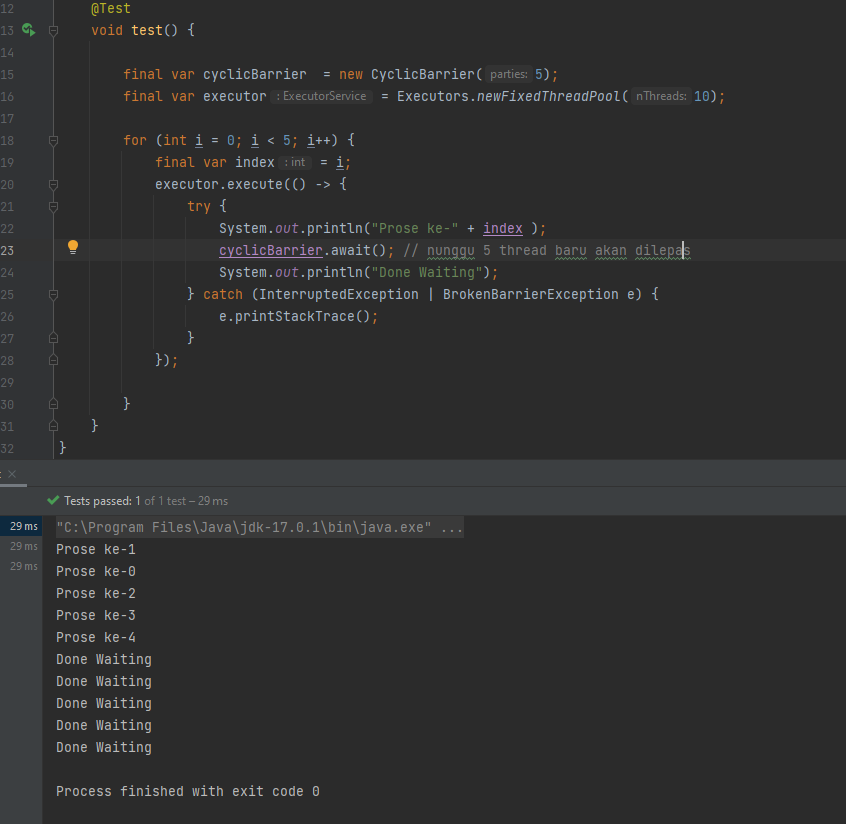 12 @Test
13 void test() {
14
15 final var cyclicBarrier  = new CyclicBarrier( parties: 5);
16 final var executor : ExecutorService = Executors.newFixedThreadPool( nThreads: 10);
17
18 for (int i = 0; i < 5; i++) {
19 final var index : int = i;
20 executor.execute(() -> {
21 try {
22 System.out.println("Prose ke-" + index );
23 cyclicBarrier.await(); // nunggu 5 thread baru akan dilepas
24 System.out.println("Done Waiting");
25 } catch (InterruptedException | BrokenBarrierException e) {
26 e.printStackTrace();
27 }
28 });
29
30 }
31 }
32 }
: ×
Tests passed: 1 of 1 test – 29 ms
29 ms "C:\Program Files\Java\jdk-17.0.1\bin\java.exe" ...
29 ms Prose ke-1
29 ms Prose ke-0
Prose ke-2
Prose ke-3
Prose ke-4
Done Waiting
Done Waiting
Done Waiting
Done Waiting
Done Waiting
Process finished with exit code 0